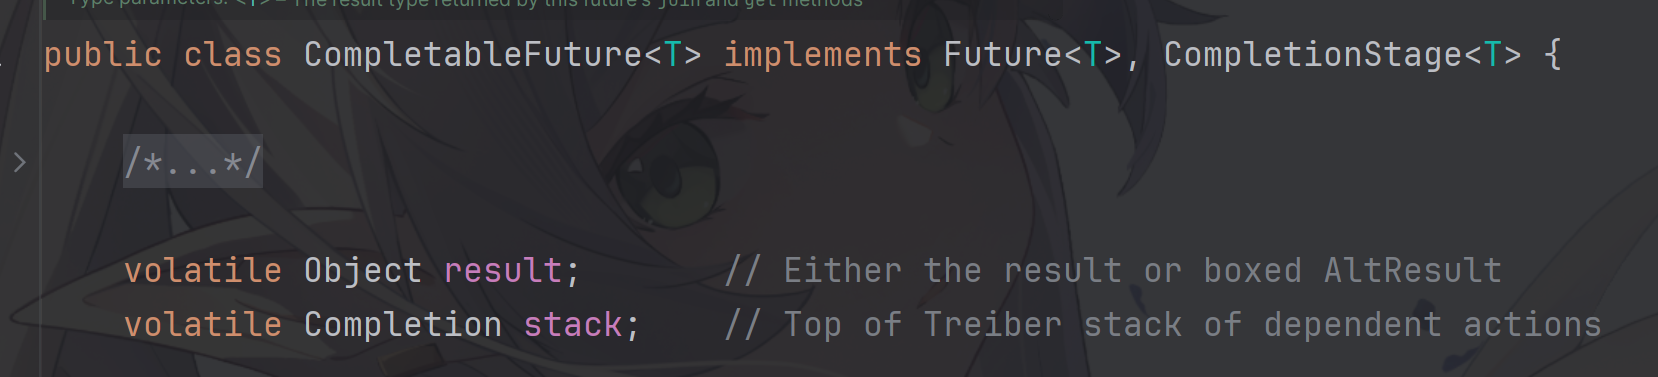 Type parameters: <T> – The result type returned by this future's join and get methods
public class CompletableFuture<T> implements Future<T>, CompletionStage<T> {
/*...*/
volatile Object result;       // Either the result or boxed AltResult
volatile Completion stack;    // Top of Treiber stack of dependent actions